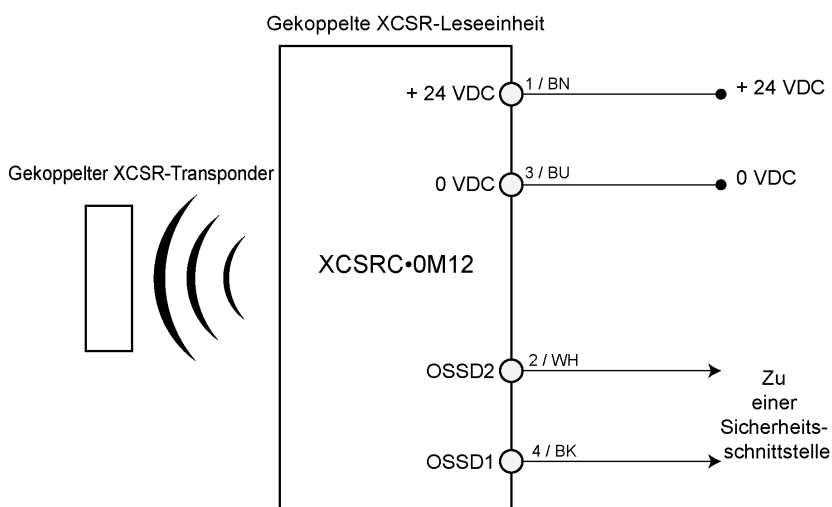 Gekoppelte XCSR-Leseeinheit
+ 24 VDC
1 / BN
+ 24 VDC
Gekoppelter XCSR-Transponder
0 VDC
3 / BU
0 VDC
XCSRC•0M12
OSSD2
2 / WH
OSSD1
4 / BK
Zu
einer
Sicherheits-
schnittstelle